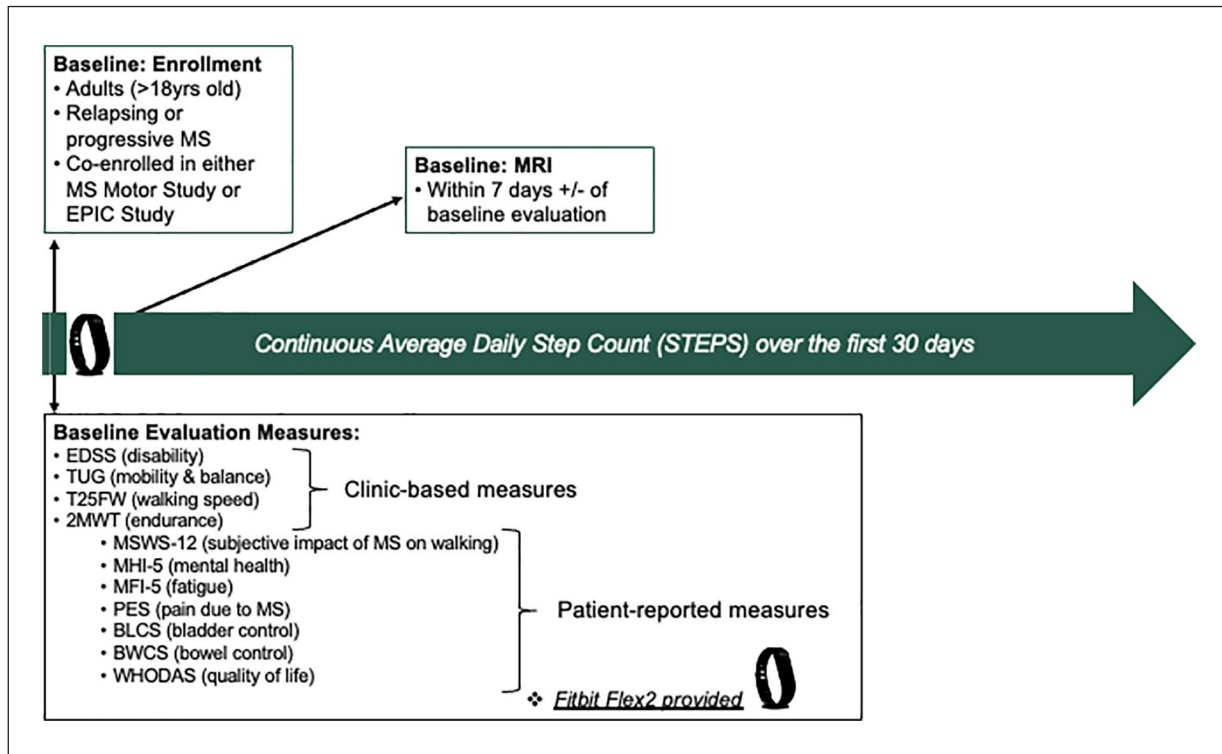 Baseline: Enrollment
• Adults (>18yrs old)
• Relapsing or
progressive MS
• Co-enrolled in either
MS Motor Study or
EPIC Study
Baseline: MRI
• Within 7 days +/- of
baseline evaluation
Continuous Average Daily Step Count (STEPS) over the first 30 days
Baseline Evaluation Measures:
• EDSS (disability)
• TUG (mobility & balance)
• T25FW (walking speed)
• 2MWT (endurance)
Clinic-based measures
• MSWS-12 (subjective impact of MS on walking)
• MHI-5 (mental health)
• MFI-5 (fatigue)
• PES (pain due to MS)
• BLCS (bladder control)
• BWCS (bowel control)
• WHODAS (quality of life)
Patient-reported measures
❖ Fitbit Flex2 provided